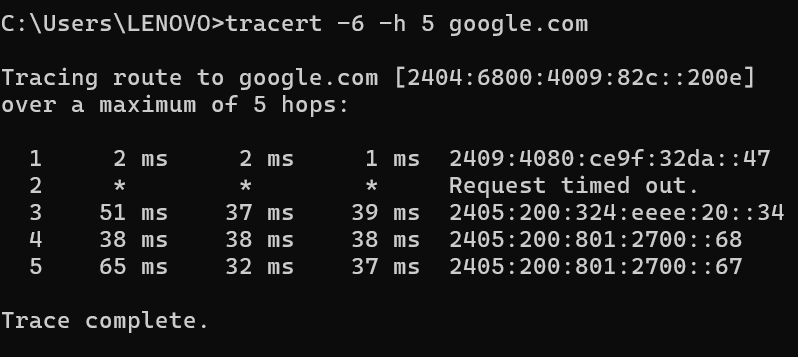 C:\Users\LENOVO>tracert -6 -h 5 google.com
Tracing route to google.com [2404:6800:4009:82c::200e]
over a maximum of 5 hops:
1 2 ms 2 ms 1 ms 2409:4080:ce9f:32da::47
2 * * * Request timed out.
3 51 ms 37 ms 39 ms 2405:200:324:eeee:20::34
4 38 ms 38 ms 38 ms 2405:200:801:2700::68
5 65 ms 32 ms 37 ms 2405:200:801:2700::67
Trace complete.